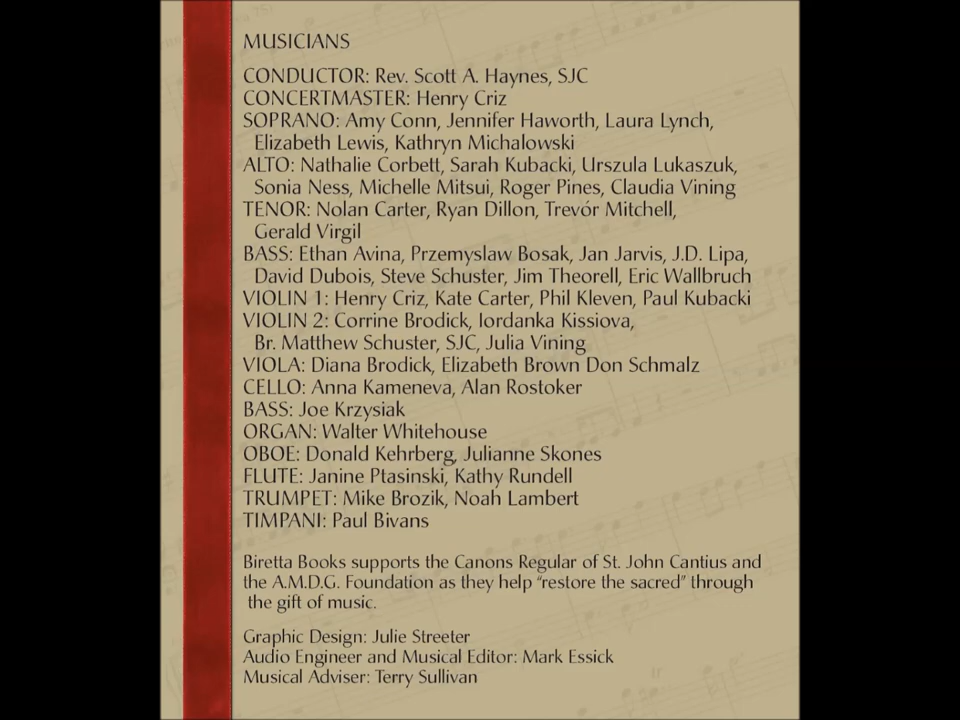 MUSICIANS
CONDUCTOR: Rev. Scott A. Haynes, SJC
CONCERTMASTER: Henry Criz
SOPRANO: Amy Conn, Jennifer Haworth, Laura Lynch,
Elizabeth Lewis, Kathryn Michalowski
ALTO: Nathalie Corbett, Sarah Kubacki, Urszula Lukaszuk,
Sonia Ness, Michelle Mitsui, Roger Pines, Claudia Vining
TENOR: Nolan Carter, Ryan Dillon, Trevór Mitchell,
Gerald Virgil
BASS: Ethan Avina, Przemyslaw Bosak, Jan Jarvis, J.D. Lipa,
David Dubois, Steve Schuster, Jim Theorell, Eric Wallbruch
VIOLIN 1: Henry Criz, Kate Carter, Phil Kleven, Paul Kubacki
VIOLIN 2: Corrine Brodick, Iordanka Kissiova,
Br. Matthew Schuster, SJC, Julia Vining
VIOLA: Diana Brodick, Elizabeth Brown Don Schmalz
CELLO: Anna Kameneva, Alan Rostoker
BASS: Joe Krzysiak
ORGAN: Walter Whitehouse
OBOE: Donald Kehrberg, Julianne Skones
FLUTE: Janine Ptasinski, Kathy Rundell
TRUMPET: Mike Brozik, Noah Lambert
TIMPANI: Paul Bivans
Biretta Books supports the Canons Regular of St. John Cantius and
the A.M.D.G. Foundation as they help “restore the sacred” through
the gift of music.
Graphic Design: Julie Streeter
Audio Engineer and Musical Editor: Mark Essick
Musical Adviser: Terry Sullivan